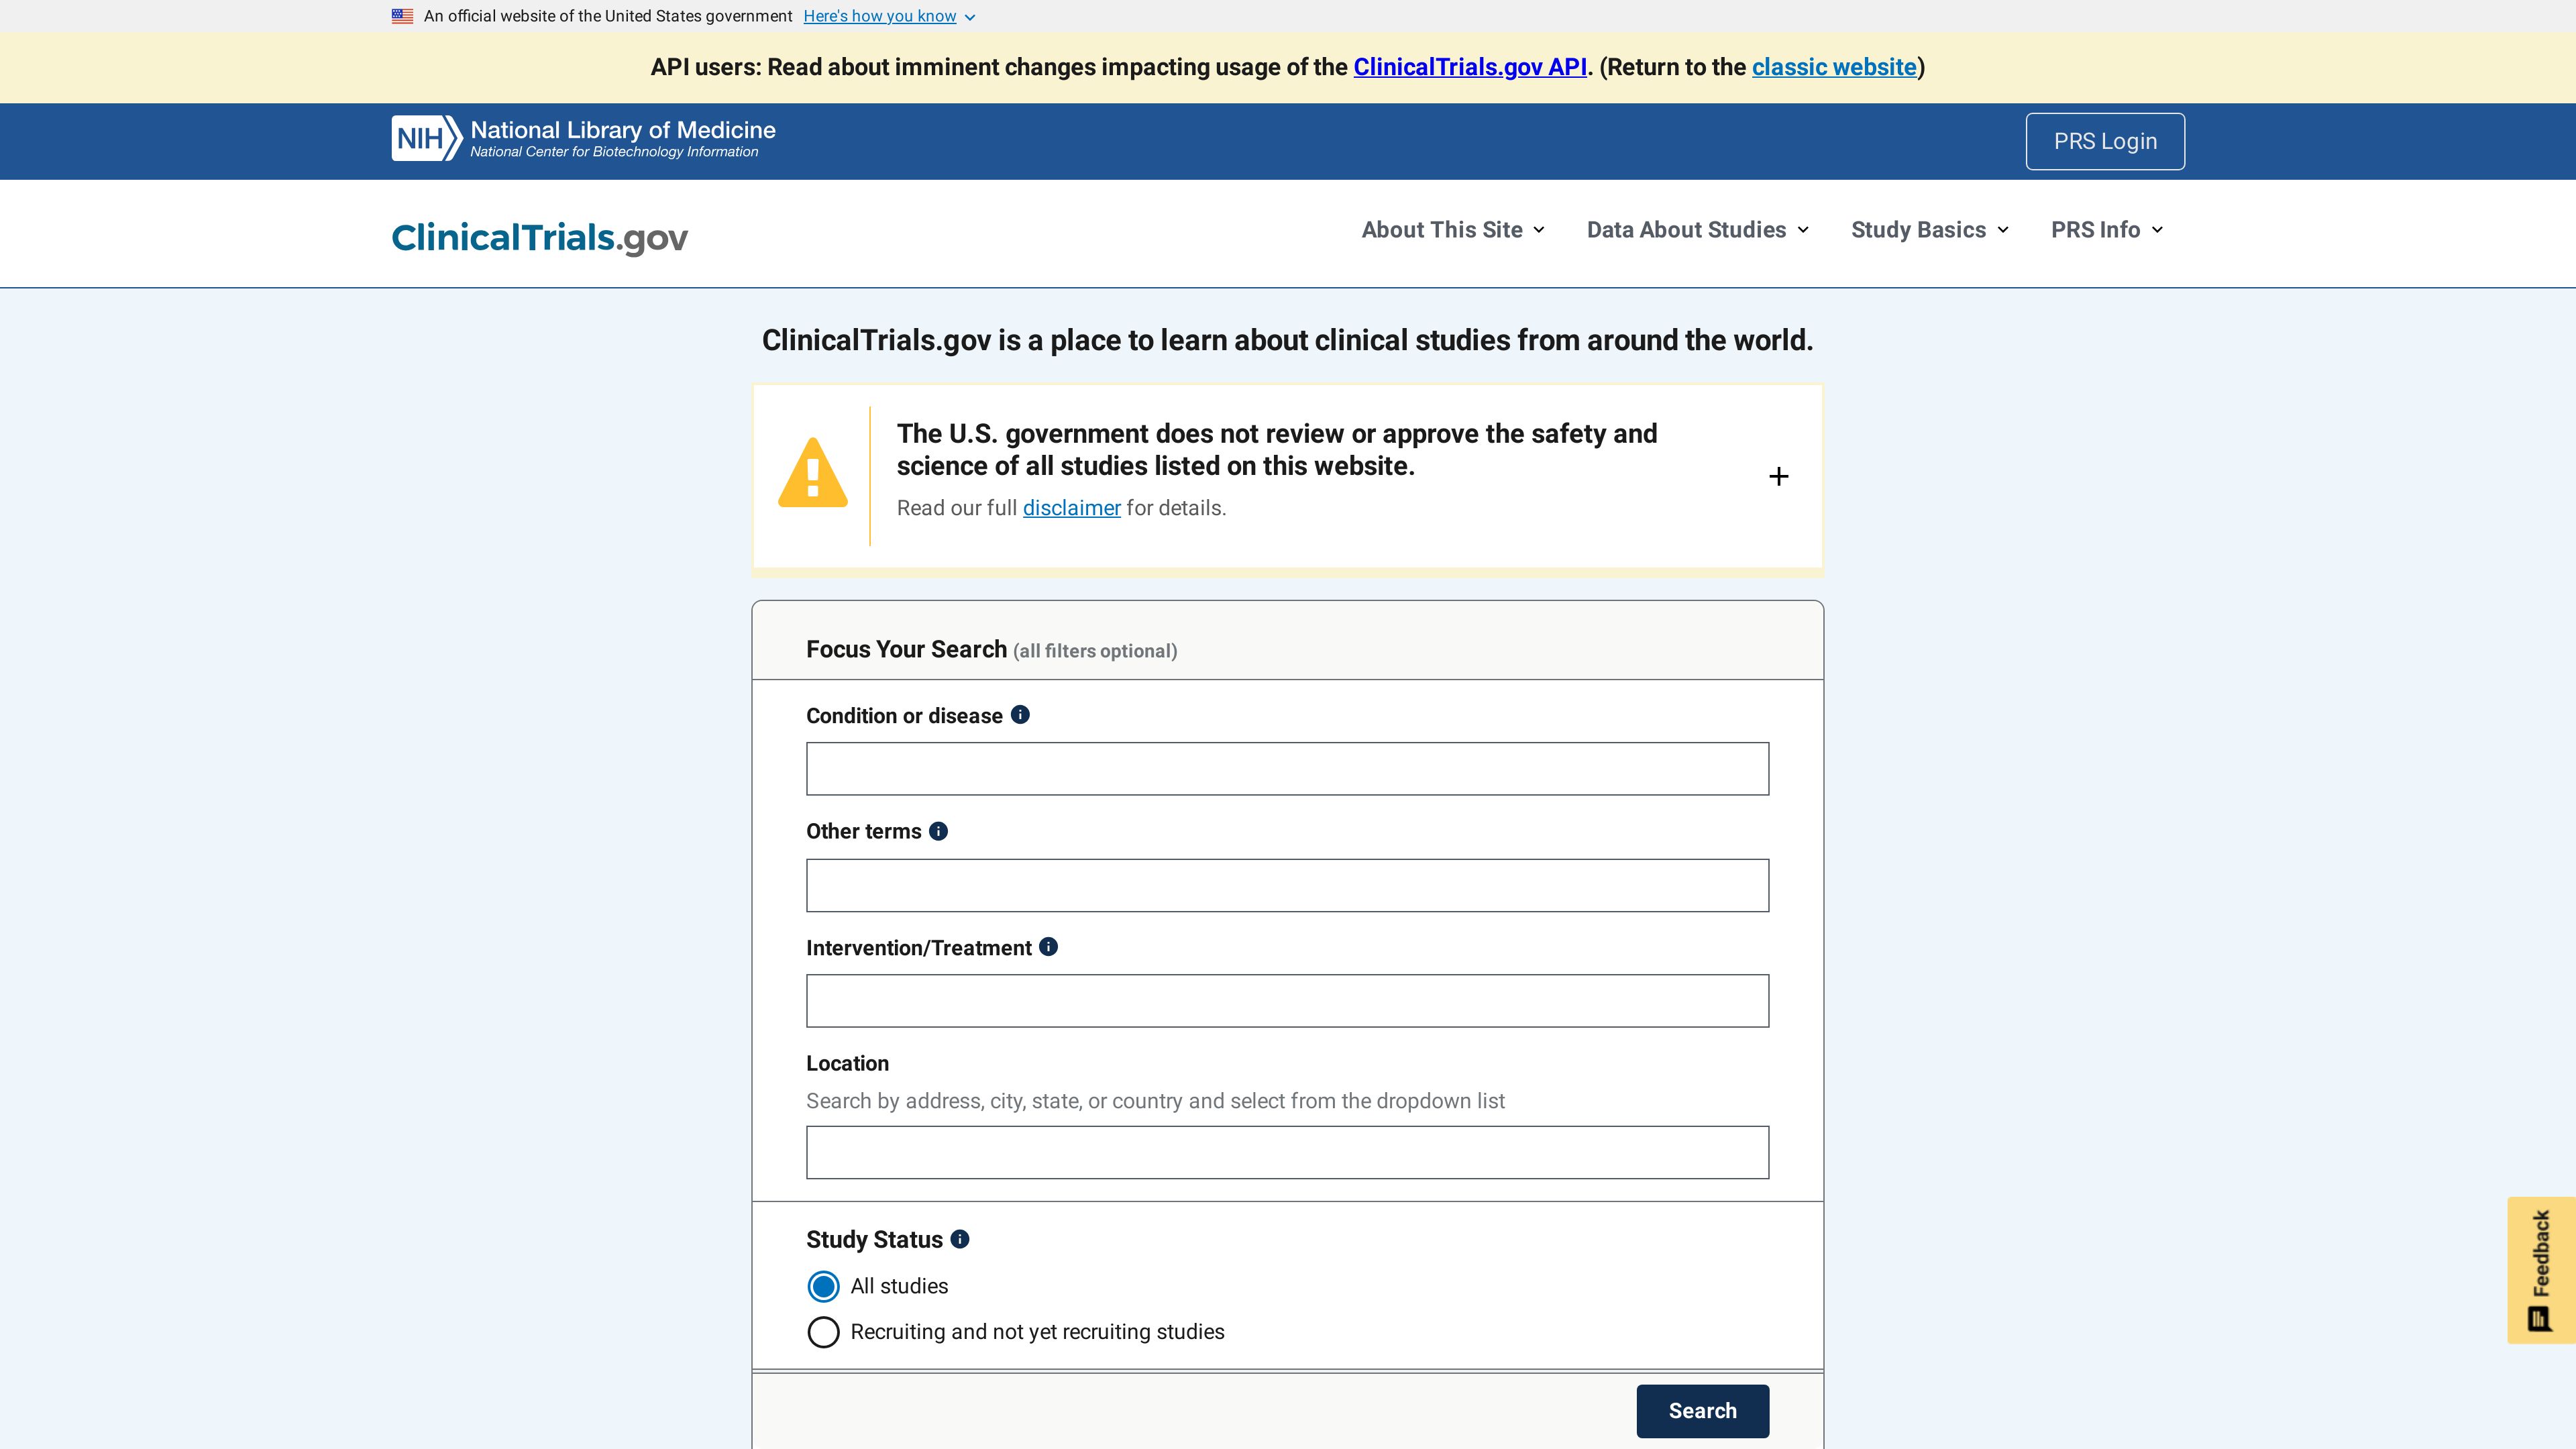 An official website of the United States government Here's how you know
API users: Read about imminent changes impacting usage of the ClinicalTrials.gov API. (Return to the classic website)
NIH National Library of Medicine
National Center for Biotechnology Information
PRS Login
ClinicalTrials.gov
About This Site Data About Studies Study Basics PRS Info
ClinicalTrials.gov is a place to learn about clinical studies from around the world.
The U.S. government does not review or approve the safety and
science of all studies listed on this website.
Read our full disclaimer for details.
Focus Your Search (all filters optional)
Condition or disease
Other terms
Intervention/Treatment
Location
Search by address, city, state, or country and select from the dropdown list
Study Status
All studies
Recruiting and not yet recruiting studies
Search
Feedback